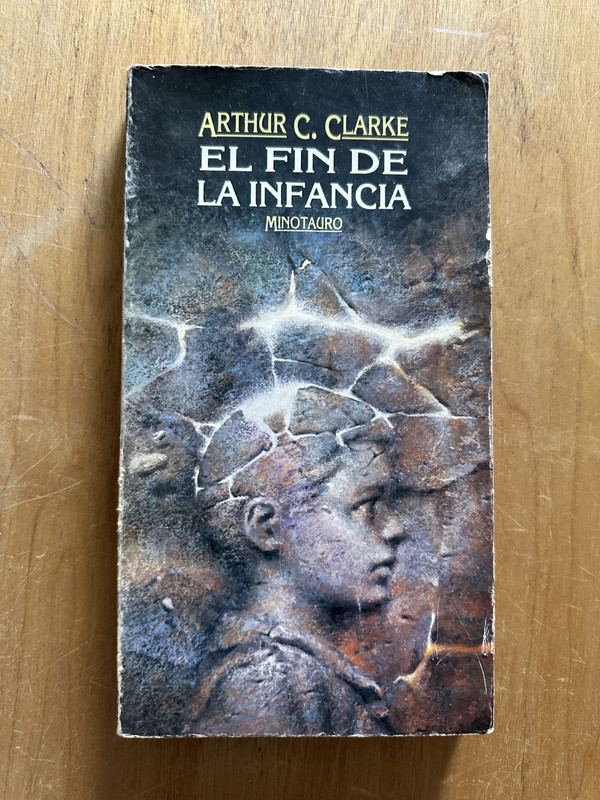 ARTHUR C. CLARKE
EL FIN DE
LA INFANCIA
MINOTAURO